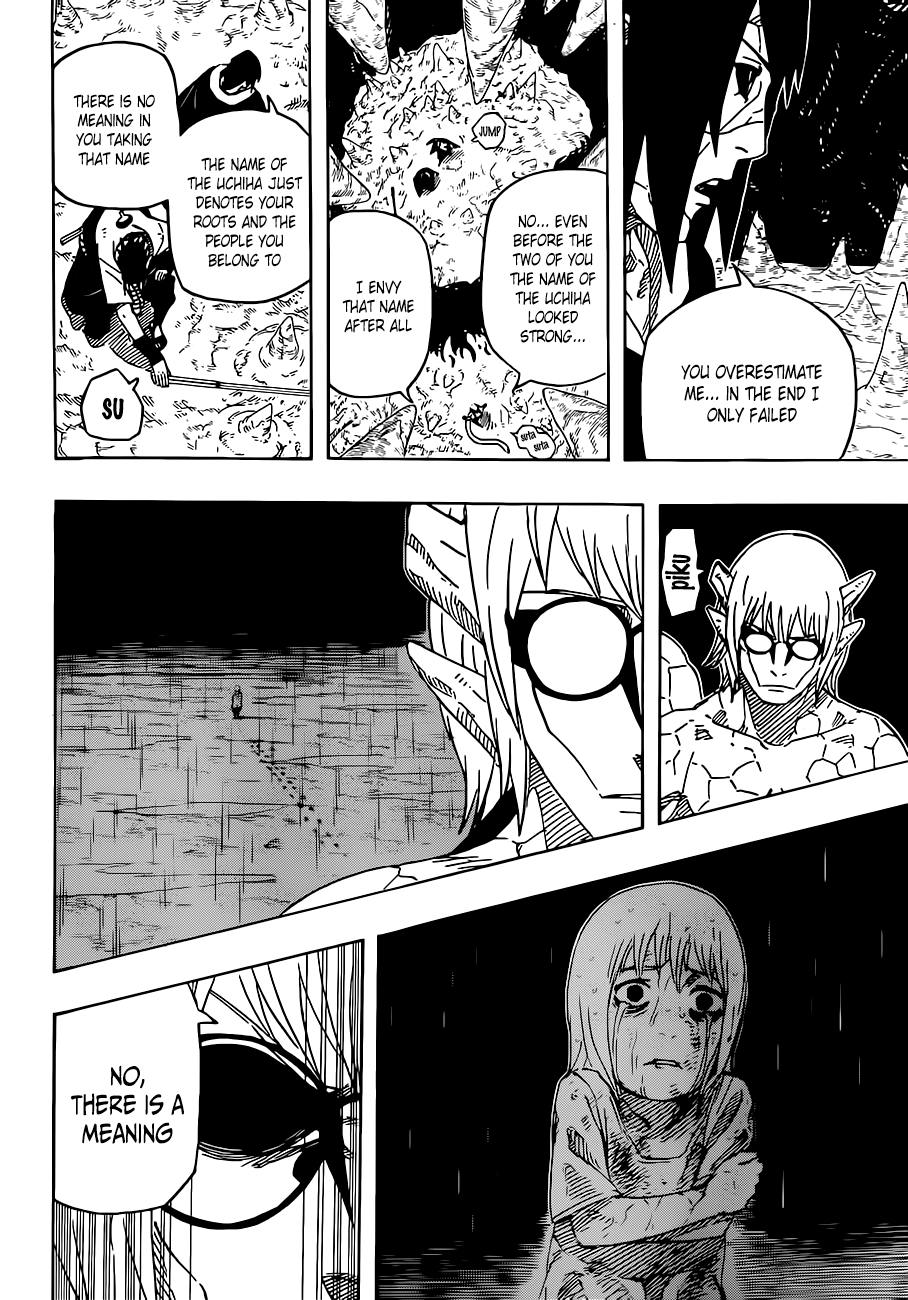 YOU OVERESTIMATE
ME... IN THE END I
ONLY FAILED
JUMP
NO... EVEN
BEFORE THE
TWO OF YOU
THE NAME OF
THE UCHIHA
LOOKED
STRONG...
I ENVY
THAT NAME
AFTER ALL
suta
suta
THE NAME OF
THE UCHIHA JUST
DENOTES YOUR
ROOTS AND THE
PEOPLE YOU
BELONG TO
THERE IS NO
MEANING IN
YOU TAKING
THAT NAME
SU
piku
NO,
THERE IS A
MEANING